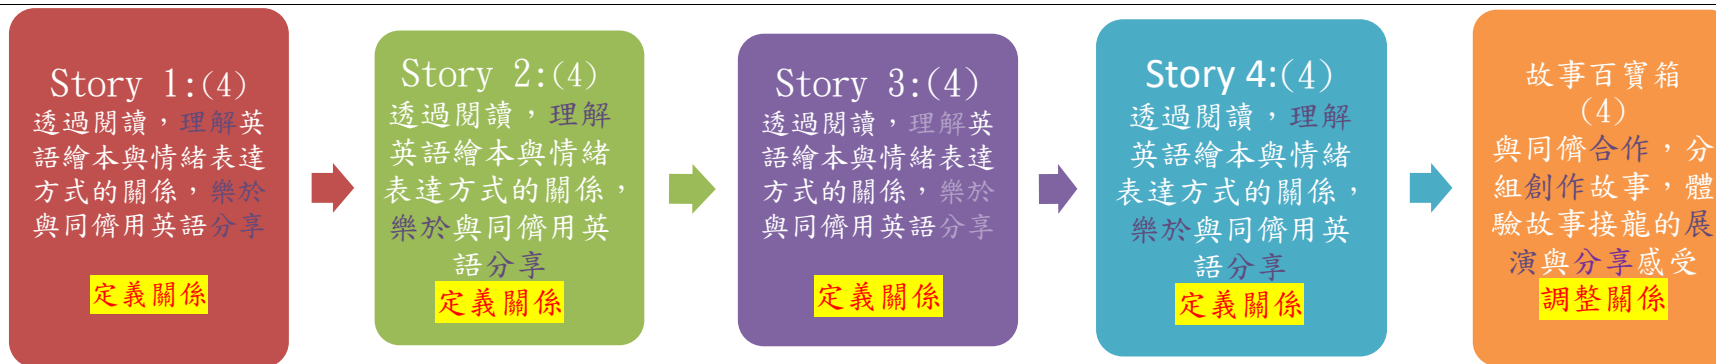 Story 1:(4)
透過閱讀，理解英
語繪本與情緒表達
方式的關係，樂於
與同儕用英語分享
定義關係
Story 2:(4)
透過閱讀，理解
英語繪本與情緒
表達方式的關係，
樂於與同儕用英
語分享
定義關係
Story 3:(4)
透過閱讀，理解英
語繪本與情緒表達
方式的關係，樂於
與同儕用英語分享
定義關係
Story 4:(4)
透過閱讀，理解
英語繪本與情緒
表達方式的關係，
樂於與同儕用英
語分享
定義關係
故事百寶箱
(4)
與同儕合作，分
組創作故事，體
驗故事接龍的展
演與分享感受
調整關係